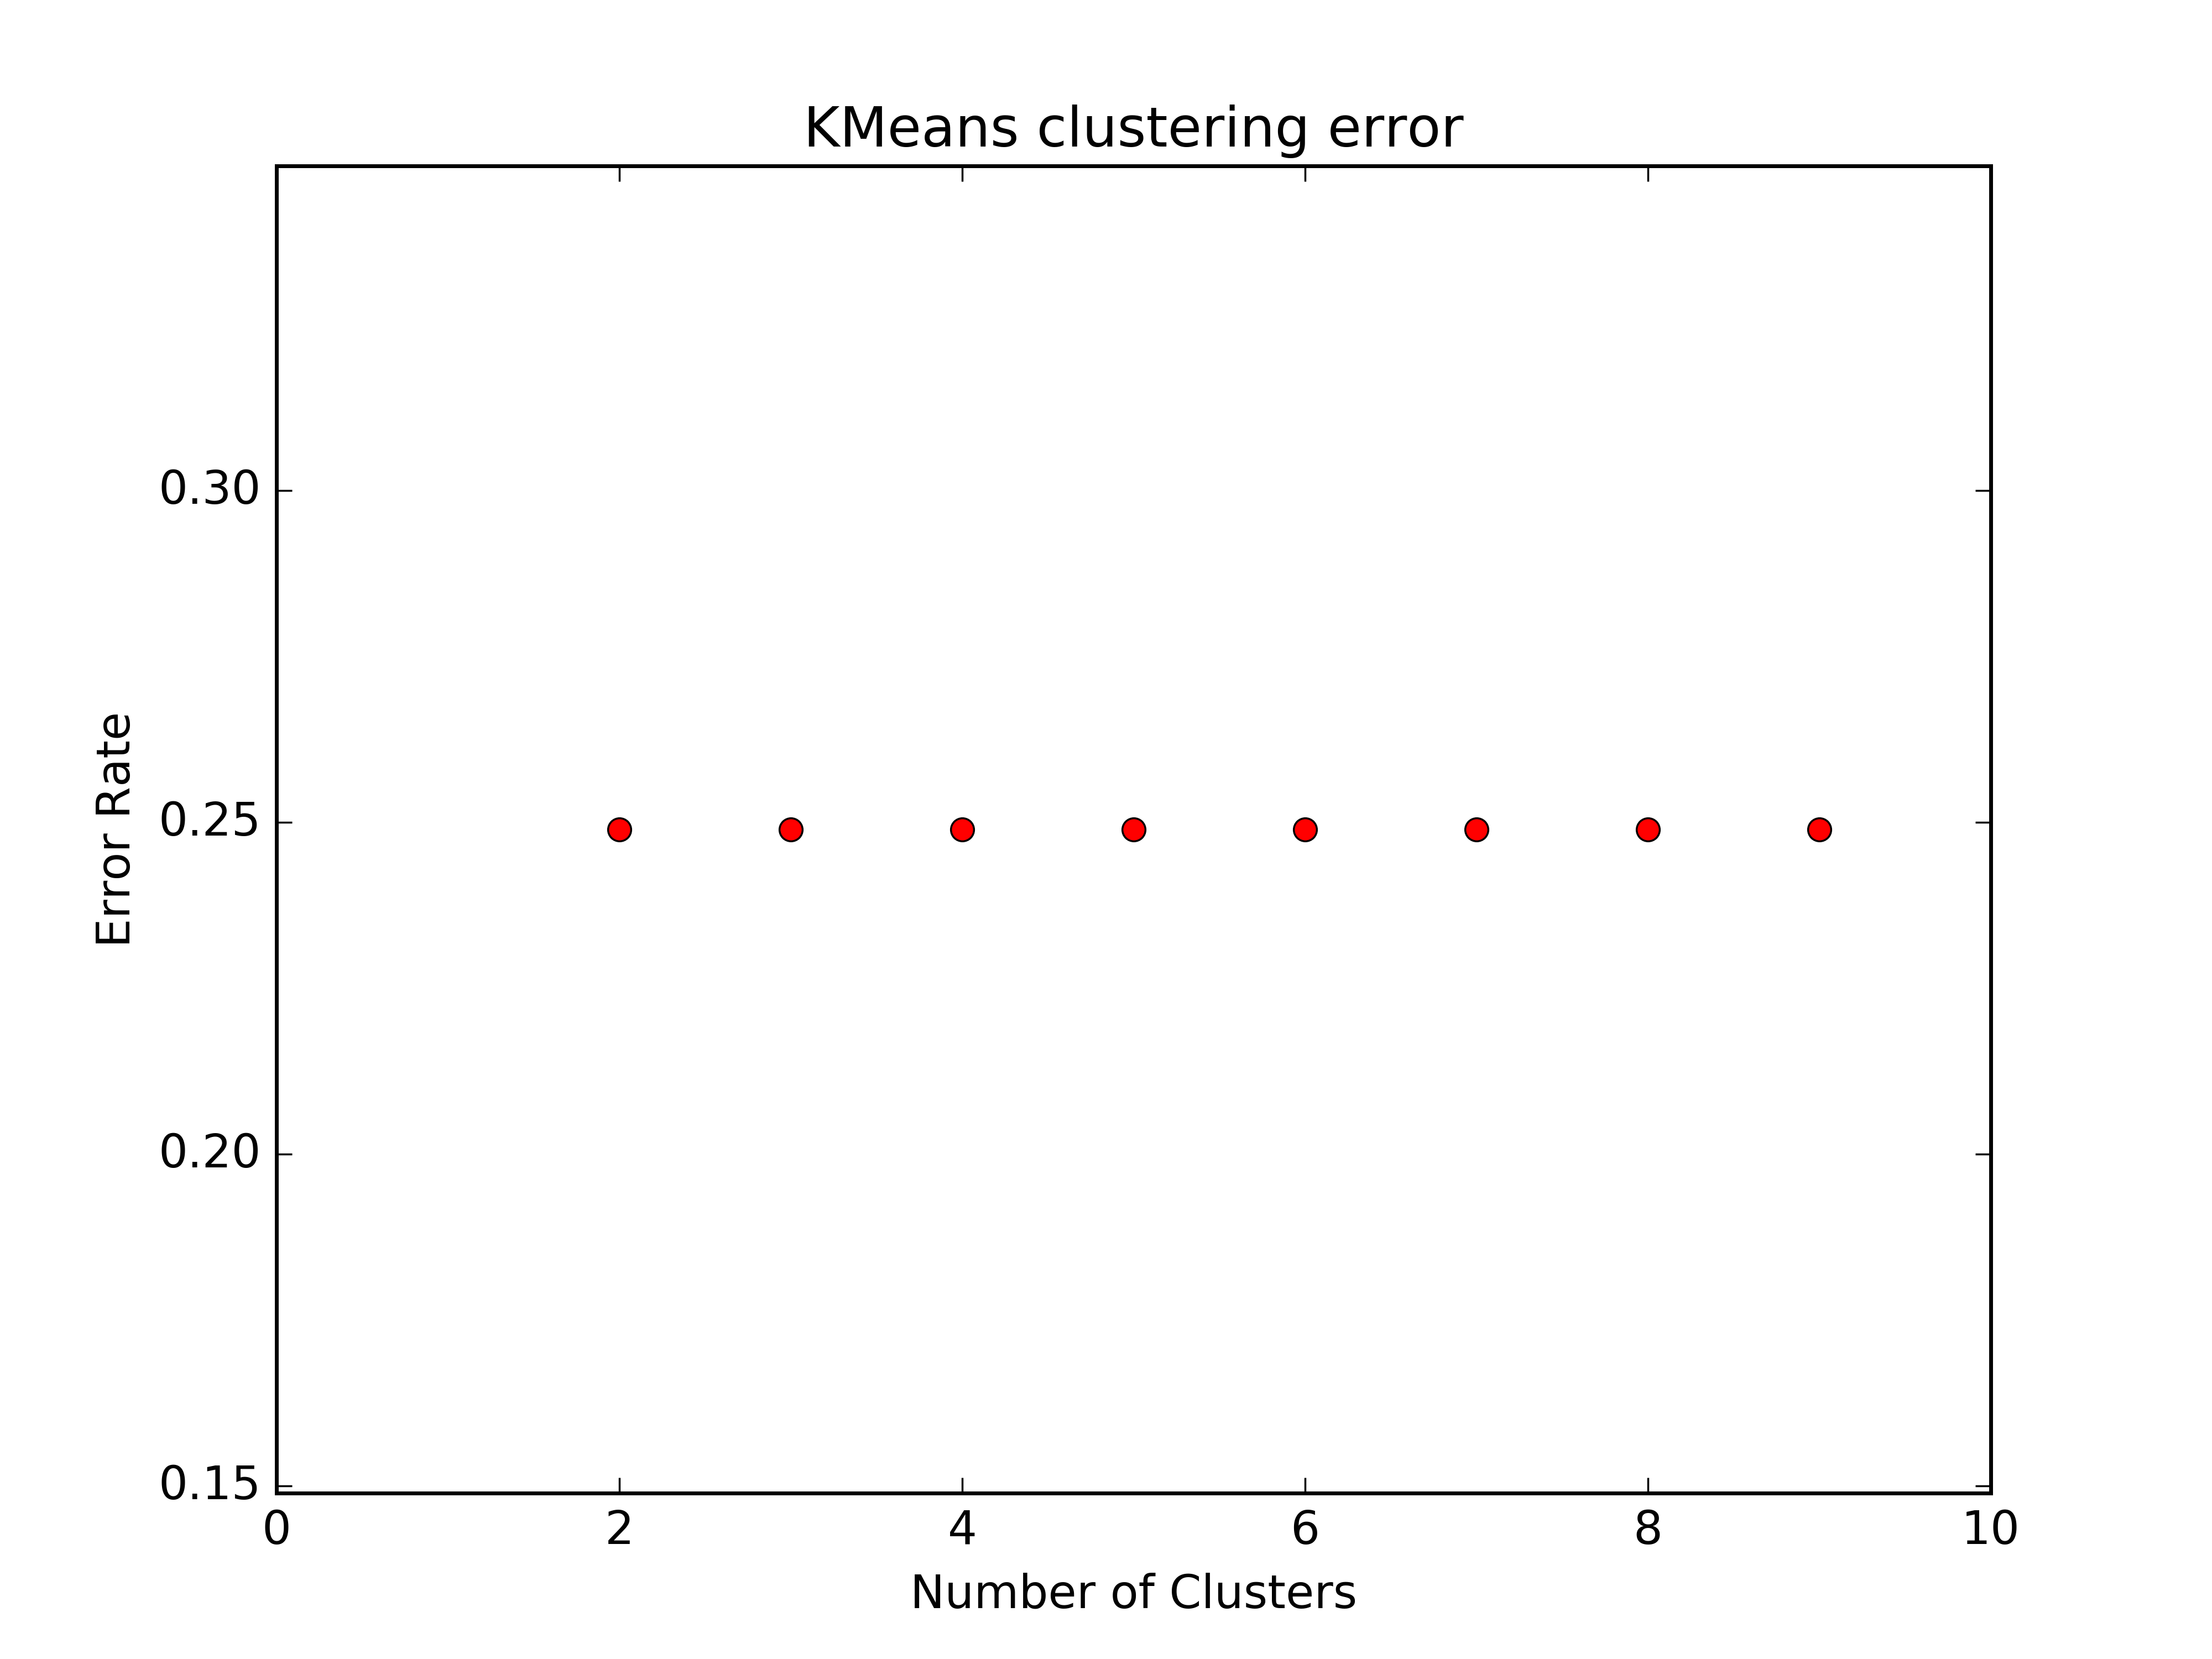 KMeans clustering error
Error Rate
0.30
0.25
0.20
0.15
0 2 4 6 8 10
Number of Clusters